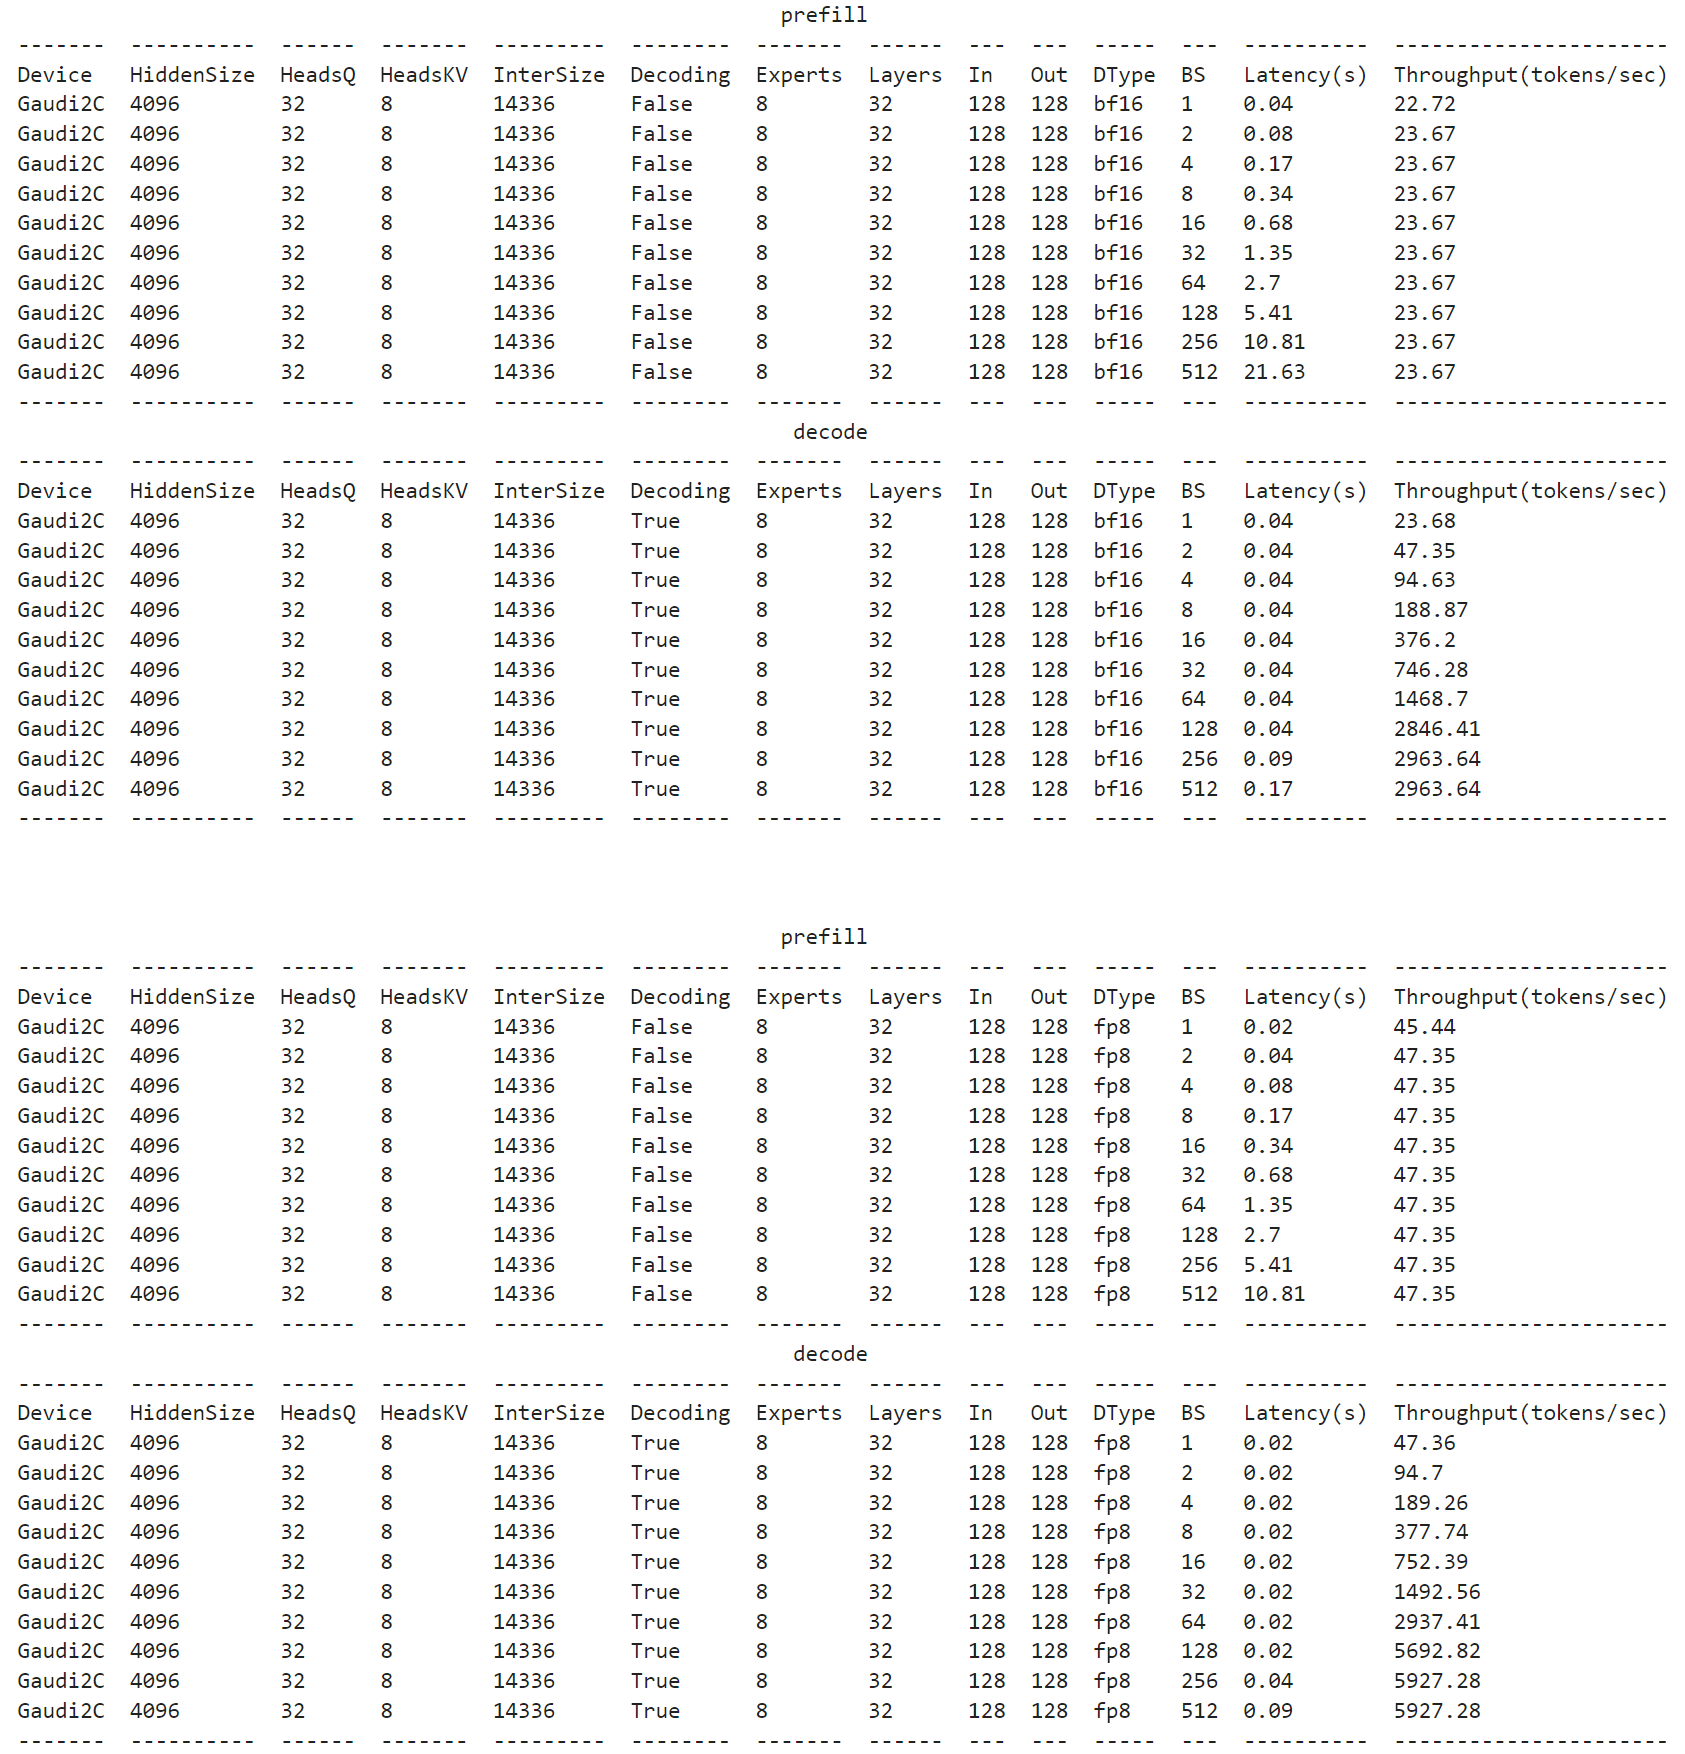 prefill
-------  ----------  ------  -------  ---------  --------  -------  ------  ---  ---  -----  ---  ----------  ----------------------
Device   HiddenSize  HeadsQ  HeadsKV  InterSize  Decoding  Experts  Layers  In   Out  DType  BS   Latency(s)  Throughput(tokens/sec)
Gaudi2C  4096        32      8        14336      False     8        32      128  128  bf16   1    0.04        22.72
Gaudi2C  4096        32      8        14336      False     8        32      128  128  bf16   2    0.08        23.67
Gaudi2C  4096        32      8        14336      False     8        32      128  128  bf16   4    0.17        23.67
Gaudi2C  4096        32      8        14336      False     8        32      128  128  bf16   8    0.34        23.67
Gaudi2C  4096        32      8        14336      False     8        32      128  128  bf16   16   0.68        23.67
Gaudi2C  4096        32      8        14336      False     8        32      128  128  bf16   32   1.35        23.67
Gaudi2C  4096        32      8        14336      False     8        32      128  128  bf16   64   2.7         23.67
Gaudi2C  4096        32      8        14336      False     8        32      128  128  bf16   128  5.41        23.67
Gaudi2C  4096        32      8        14336      False     8        32      128  128  bf16   256  10.81       23.67
Gaudi2C  4096        32      8        14336      False     8        32      128  128  bf16   512  21.63       23.67
-------  ----------  ------  -------  ---------  --------  -------  ------  ---  ---  -----  ---  ----------  ----------------------
decode
-------  ----------  ------  -------  ---------  --------  -------  ------  ---  ---  -----  ---  ----------  ----------------------
Device   HiddenSize  HeadsQ  HeadsKV  InterSize  Decoding  Experts  Layers  In   Out  DType  BS   Latency(s)  Throughput(tokens/sec)
Gaudi2C  4096        32      8        14336      True      8        32      128  128  bf16   1    0.04        23.68
Gaudi2C  4096        32      8        14336      True      8        32      128  128  bf16   2    0.04        47.35
Gaudi2C  4096        32      8        14336      True      8        32      128  128  bf16   4    0.04        94.63
Gaudi2C  4096        32      8        14336      True      8        32      128  128  bf16   8    0.04        188.87
Gaudi2C  4096        32      8        14336      True      8        32      128  128  bf16   16   0.04        376.2
Gaudi2C  4096        32      8        14336      True      8        32      128  128  bf16   32   0.04        746.28
Gaudi2C  4096        32      8        14336      True      8        32      128  128  bf16   64   0.04        1468.7
Gaudi2C  4096        32      8        14336      True      8        32      128  128  bf16   128  0.04        2846.41
Gaudi2C  4096        32      8        14336      True      8        32      128  128  bf16   256  0.09        2963.64
Gaudi2C  4096        32      8        14336      True      8        32      128  128  bf16   512  0.17        2963.64
-------  ----------  ------  -------  ---------  --------  -------  ------  ---  ---  -----  ---  ----------  ----------------------
prefill
-------  ----------  ------  -------  ---------  --------  -------  ------  ---  ---  -----  ---  ----------  ----------------------
Device   HiddenSize  HeadsQ  HeadsKV  InterSize  Decoding  Experts  Layers  In   Out  DType  BS   Latency(s)  Throughput(tokens/sec)
Gaudi2C  4096        32      8        14336      False     8        32      128  128  fp8    1    0.02        45.44
Gaudi2C  4096        32      8        14336      False     8        32      128  128  fp8    2    0.04        47.35
Gaudi2C  4096        32      8        14336      False     8        32      128  128  fp8    4    0.08        47.35
Gaudi2C  4096        32      8        14336      False     8        32      128  128  fp8    8    0.17        47.35
Gaudi2C  4096        32      8        14336      False     8        32      128  128  fp8    16   0.34        47.35
Gaudi2C  4096        32      8        14336      False     8        32      128  128  fp8    32   0.68        47.35
Gaudi2C  4096        32      8        14336      False     8        32      128  128  fp8    64   1.35        47.35
Gaudi2C  4096        32      8        14336      False     8        32      128  128  fp8    128  2.7         47.35
Gaudi2C  4096        32      8        14336      False     8        32      128  128  fp8    256  5.41        47.35
Gaudi2C  4096        32      8        14336      False     8        32      128  128  fp8    512  10.81       47.35
-------  ----------  ------  -------  ---------  --------  -------  ------  ---  ---  -----  ---  ----------  ----------------------
decode
-------  ----------  ------  -------  ---------  --------  -------  ------  ---  ---  -----  ---  ----------  ----------------------
Device   HiddenSize  HeadsQ  HeadsKV  InterSize  Decoding  Experts  Layers  In   Out  DType  BS   Latency(s)  Throughput(tokens/sec)
Gaudi2C  4096        32      8        14336      True      8        32      128  128  fp8    1    0.02        47.36
Gaudi2C  4096        32      8        14336      True      8        32      128  128  fp8    2    0.02        94.7
Gaudi2C  4096        32      8        14336      True      8        32      128  128  fp8    4    0.02        189.26
Gaudi2C  4096        32      8        14336      True      8        32      128  128  fp8    8    0.02        377.74
Gaudi2C  4096        32      8        14336      True      8        32      128  128  fp8    16   0.02        752.39
Gaudi2C  4096        32      8        14336      True      8        32      128  128  fp8    32   0.02        1492.56
Gaudi2C  4096        32      8        14336      True      8        32      128  128  fp8    64   0.02        2937.41
Gaudi2C  4096        32      8        14336      True      8        32      128  128  fp8    128  0.02        5692.82
Gaudi2C  4096        32      8        14336      True      8        32      128  128  fp8    256  0.04        5927.28
Gaudi2C  4096        32      8        14336      True      8        32      128  128  fp8    512  0.09        5927.28
-------  ----------  ------  -------  ---------  --------  -------  ------  ---  ---  -----  ---  ----------  ----------------------